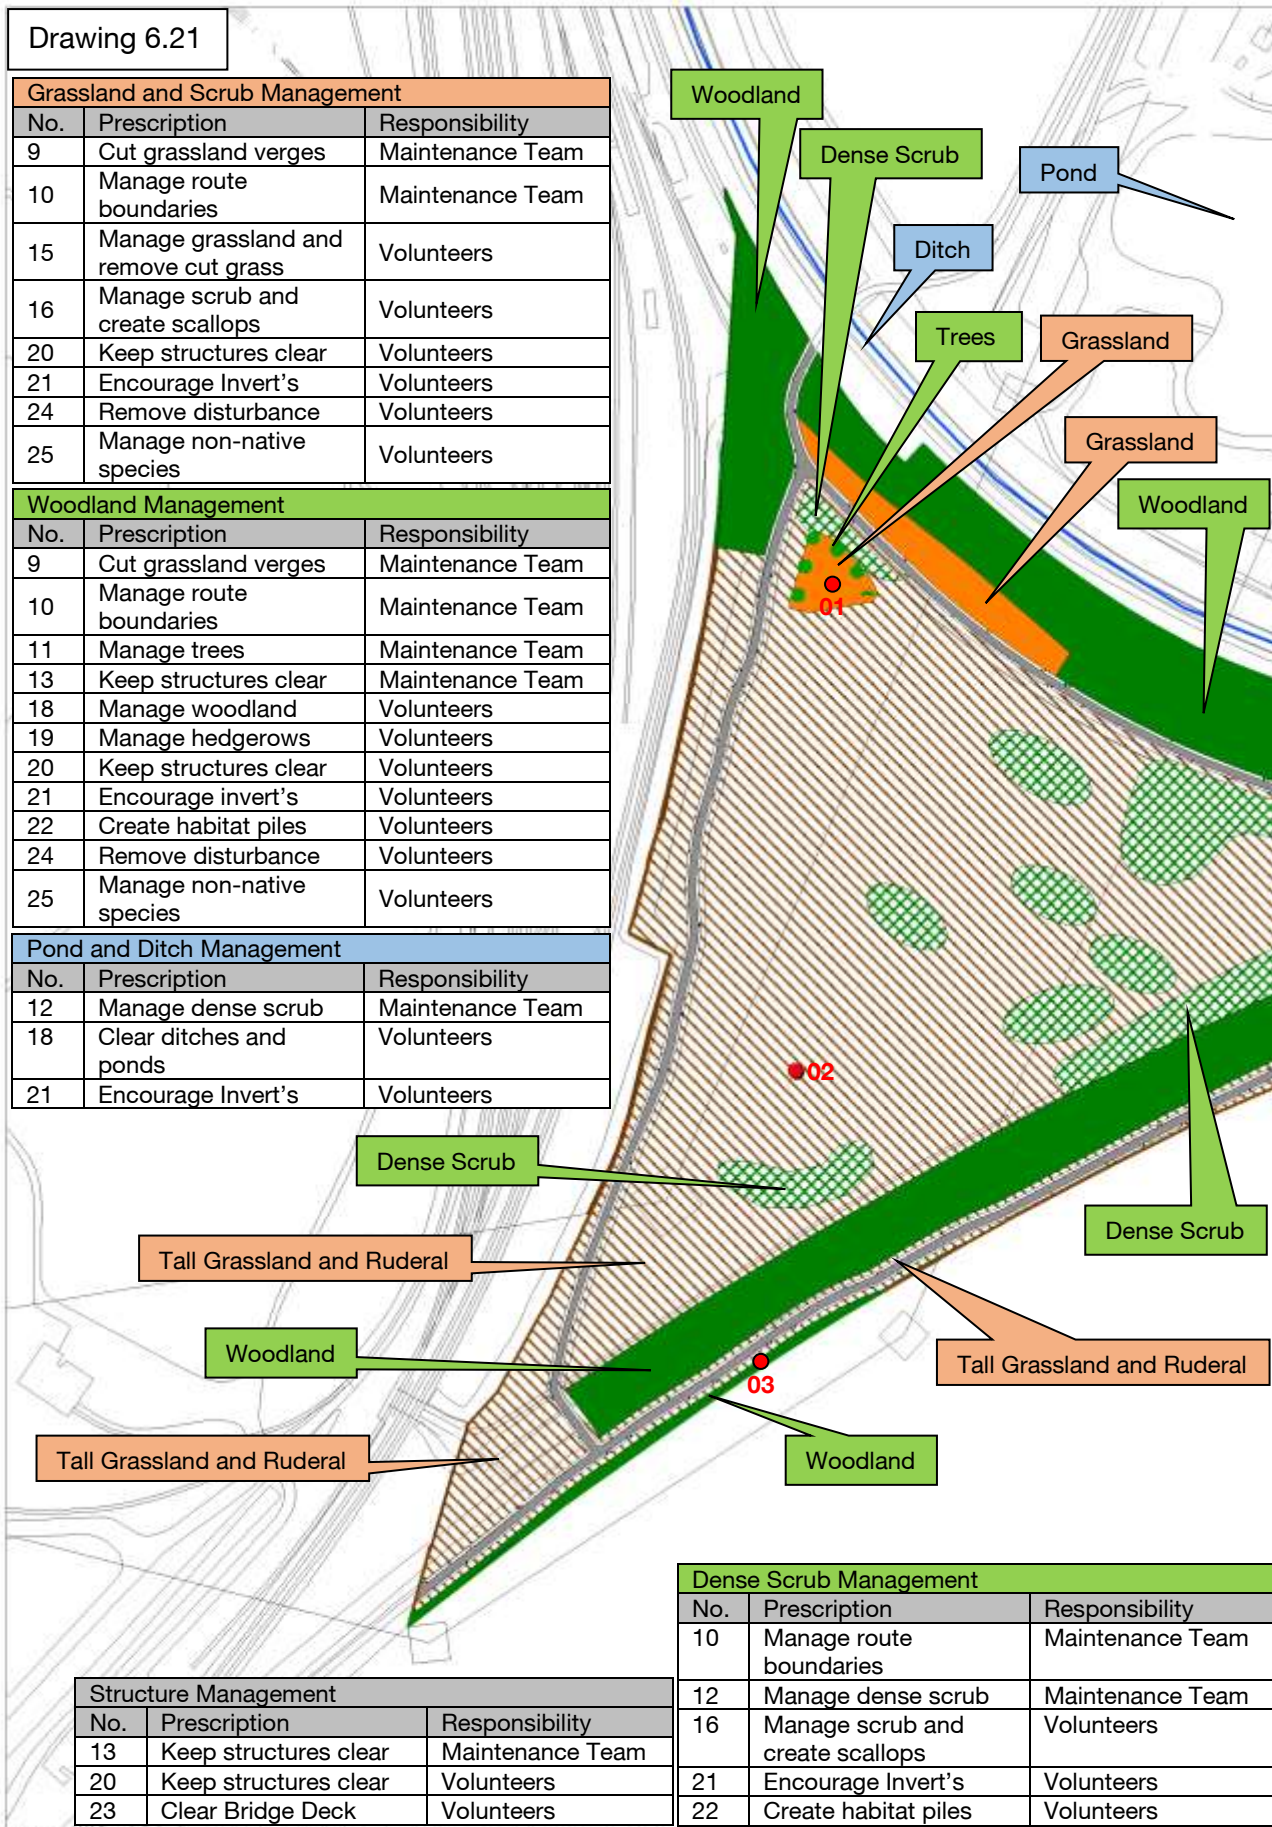 Drawing 6.21
Grassland and Scrub Management
No. Prescription Responsibility
9 Cut grassland verges Maintenance Team
10 Manage route boundaries Maintenance Team
15 Manage grassland and remove cut grass Volunteers
16 Manage scrub and create scallops Volunteers
20 Keep structures clear Volunteers
21 Encourage Invert's Volunteers
24 Remove disturbance Volunteers
25 Manage non-native species Volunteers
Woodland Management
No. Prescription Responsibility
9 Cut grassland verges Maintenance Team
10 Manage route boundaries Maintenance Team
11 Manage trees Maintenance Team
13 Keep structures clear Maintenance Team
18 Manage woodland Volunteers
19 Manage hedgerows Volunteers
20 Keep structures clear Volunteers
21 Encourage invert's Volunteers
22 Create habitat piles Volunteers
24 Remove disturbance Volunteers
25 Manage non-native species Volunteers
Pond and Ditch Management
No. Prescription Responsibility
12 Manage dense scrub Maintenance Team
18 Clear ditches and ponds Volunteers
21 Encourage Invert's Volunteers
Woodland
Dense Scrub
Pond
Ditch
Trees
Grassland
Grassland
Woodland
01
02
Dense Scrub
Dense Scrub
Tall Grassland and Ruderal
Woodland
Tall Grassland and Ruderal
03
Tall Grassland and Ruderal
Woodland
Structure Management
No. Prescription Responsibility
13 Keep structures clear Maintenance Team
20 Keep structures clear Volunteers
23 Clear Bridge Deck Volunteers
Dense Scrub Management
No. Prescription Responsibility
10 Manage route boundaries Maintenance Team
12 Manage dense scrub Maintenance Team
16 Manage scrub and create scallops Volunteers
21 Encourage Invert's Volunteers
22 Create habitat piles Volunteers